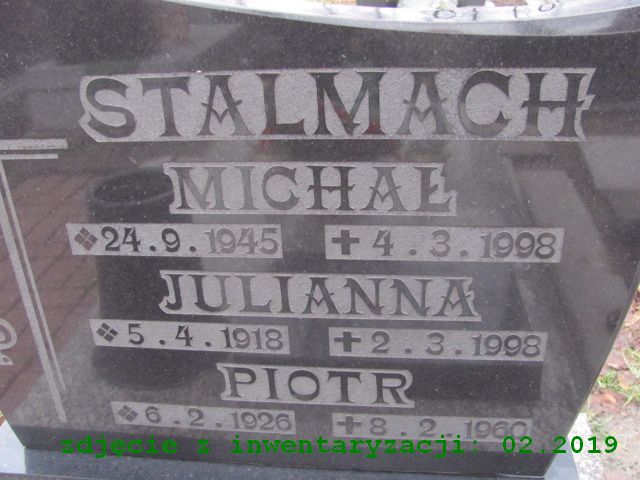 STALMACH
MICHAŁ
24.9.1945 + 4.3.1998
JULIANNA
5.4.1918 + 2.3.1998
PIOTR
6.2.1926 + 8.2.1960
zdjęcie z inwentaryzacji: 02.2019